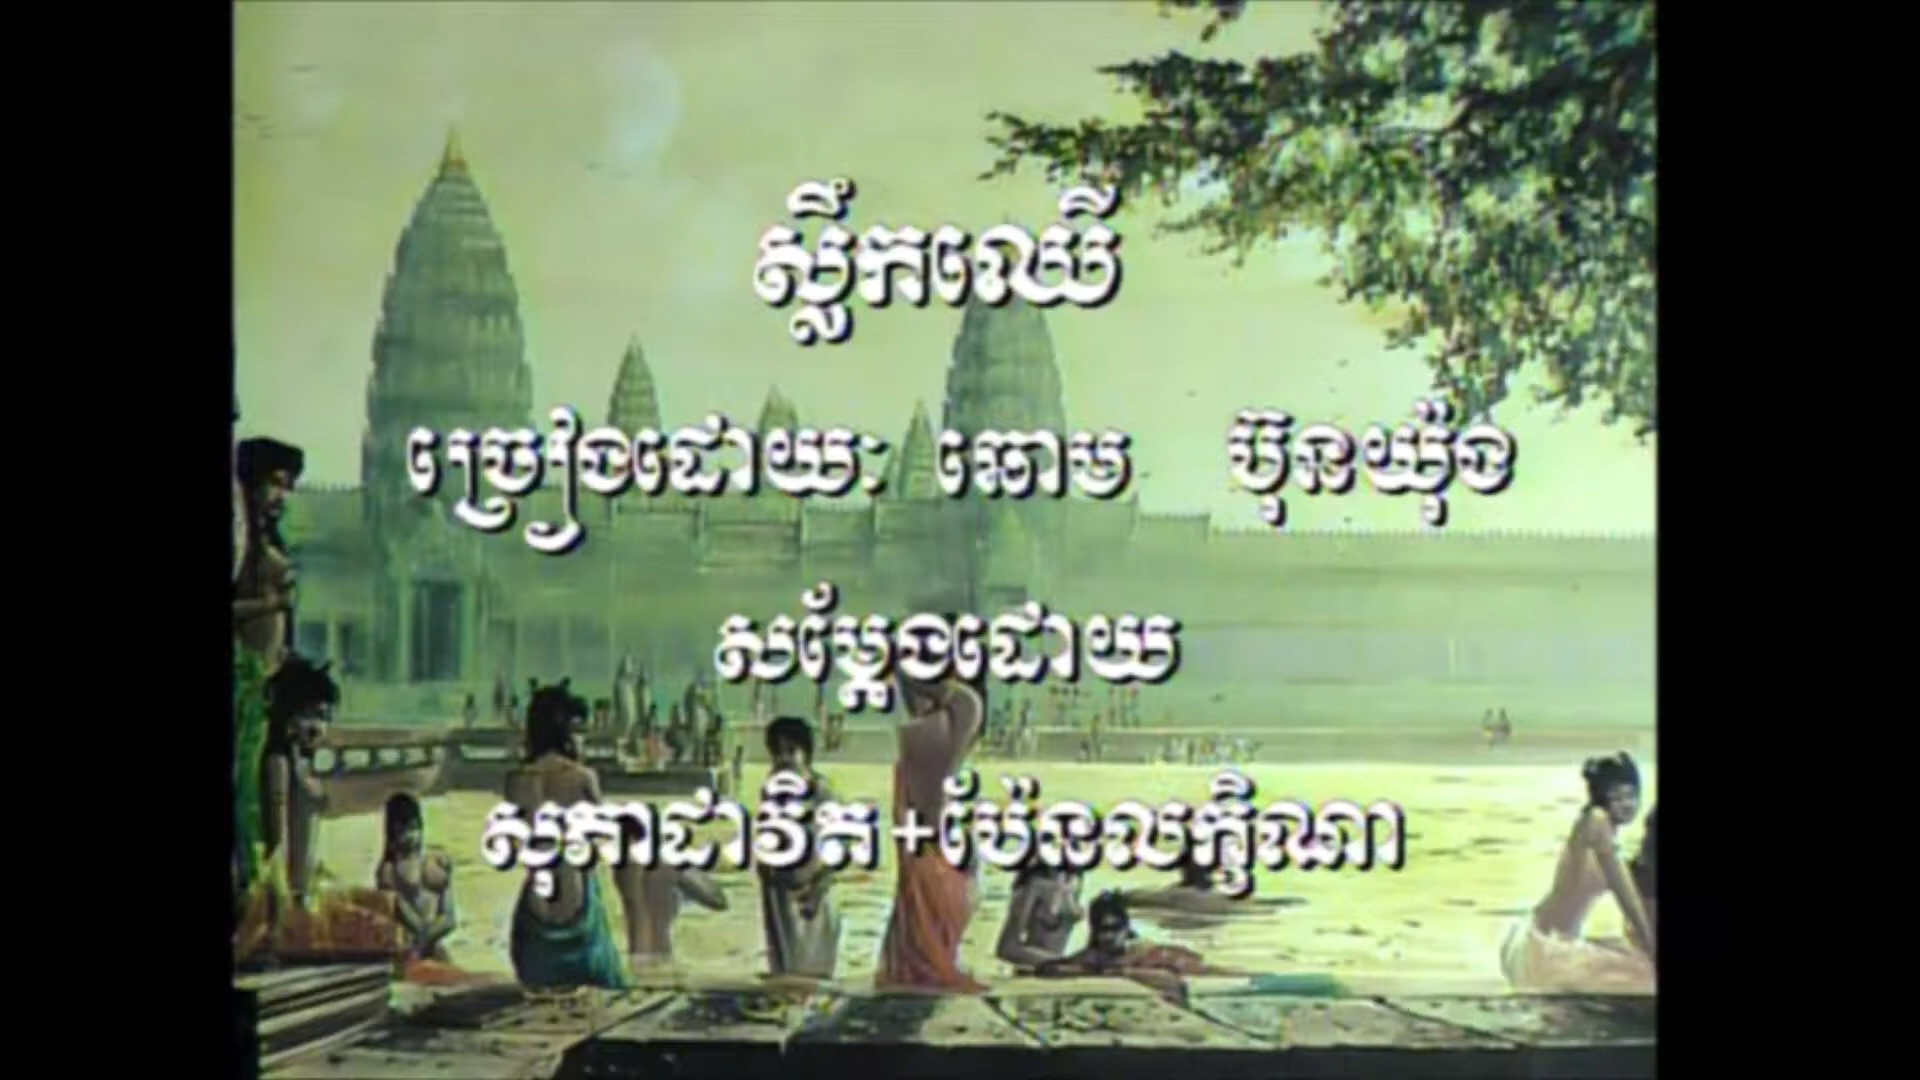 ស្លឹកឈើ
ច្រៀងដោយៈ ឆោម ប៊ុនយ៉ុង
សម្ដែងដោយ
សុភាដាវីត+ប៉ែនលក្ខិណា